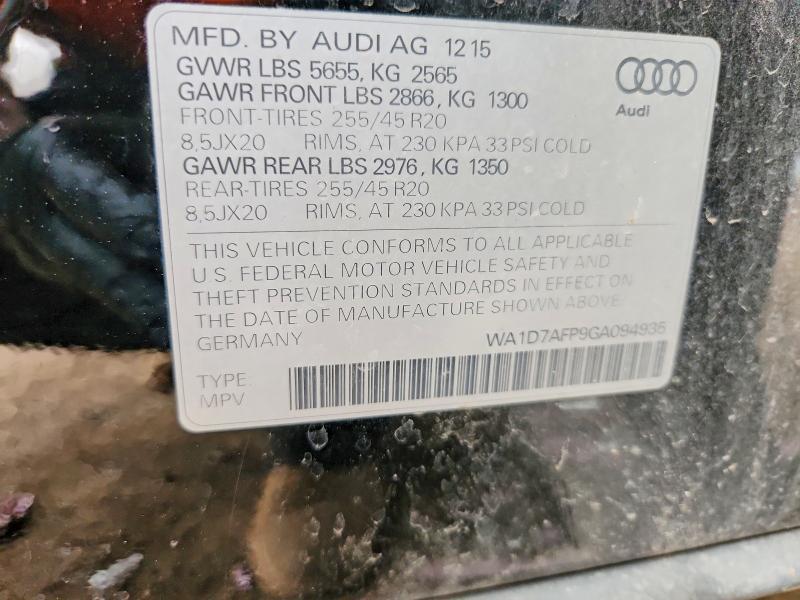 MFD. BY AUDI AG 12 15
GVWR LBS 5655, KG 2565
GAWR FRONT LBS 2866, KG 1300
FRONT-TIRES 255/45 R20
8,5JX20 RIMS, AT 230 KPA 33 PSI COLD
GAWR REAR LBS 2976, KG 1350
REAR-TIRES 255/45 R20
8,5JX20 RIMS, AT 230 KPA 33 PSI COLD
Audi
THIS VEHICLE CONFORMS TO ALL APPLICABLE
U.S. FEDERAL MOTOR VEHICLE SAFETY AND
THEFT PREVENTION STANDARDS IN EFFECT ON
THE DATE OF MANUFACTURE SHOWN ABOVE.
GERMANY WA1D7AFP9GA094935
TYPE:
MPV